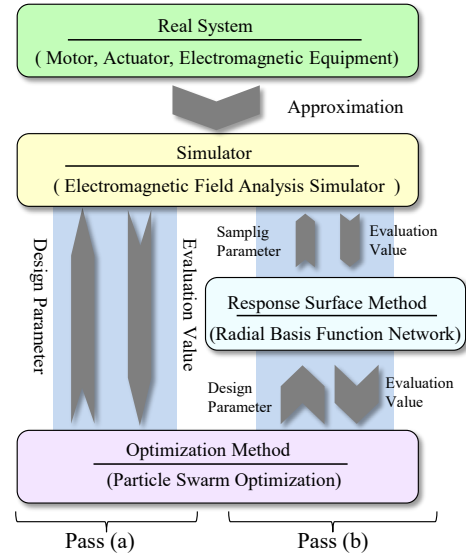 Real System
( Motor, Actuator, Electromagnetic Equipment)
Approximation
Simulator
( Electromagnetic Field Analysis Simulator )
Design Parameter
Evaluation Value
Samplig
Parameter
Evaluation
Value
Response Surface Method
(Radial Basis Function Network)
Design
Parameter
Evaluation
Value
Optimization Method
(Particle Swarm Optimization)
Pass (a)
Pass (b)